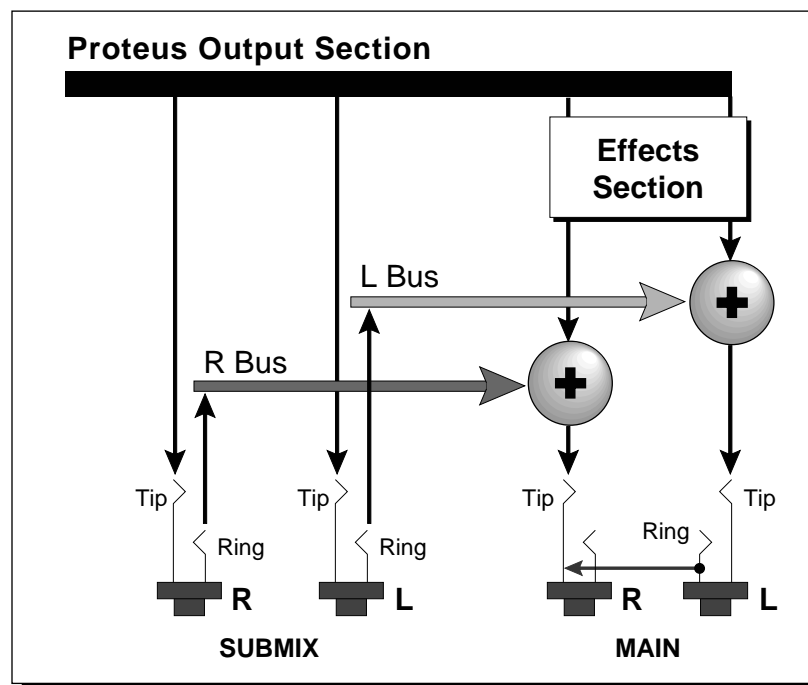 Proteus Output Section
Effects
Section
L Bus
R Bus
Tip
Tip
Tip
Tip
Ring
Ring
Ring
R
L
R
L
SUBMIX
MAIN